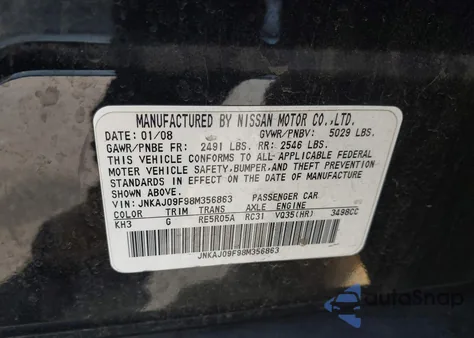 MANUFACTURED BY NISSAN MOTOR CO.,LTD.
DATE: 01/08 GVWR/PNBV: 5029 LBS.
GAWR/PNBE FR: 2491 LBS. RR: 2546 LBS.
THIS VEHICLE CONFORMS TO ALL APPLICABLE FEDERAL
MOTOR VEHICLE SAFETY,BUMPER,AND THEFT PREVENTION
STANDARDS IN EFFECT ON THE DATE OF MANUFACTURE
SHOWN ABOVE.
VIN: JNKAJ09F98M356863 PASSENGER CAR
COLOR TRIM TRANS AXLE ENGINE
KH3 G RE5R05A RC31 VQ35(HR) 3498CC
JNKAJ09F98M356863
AutoSnap